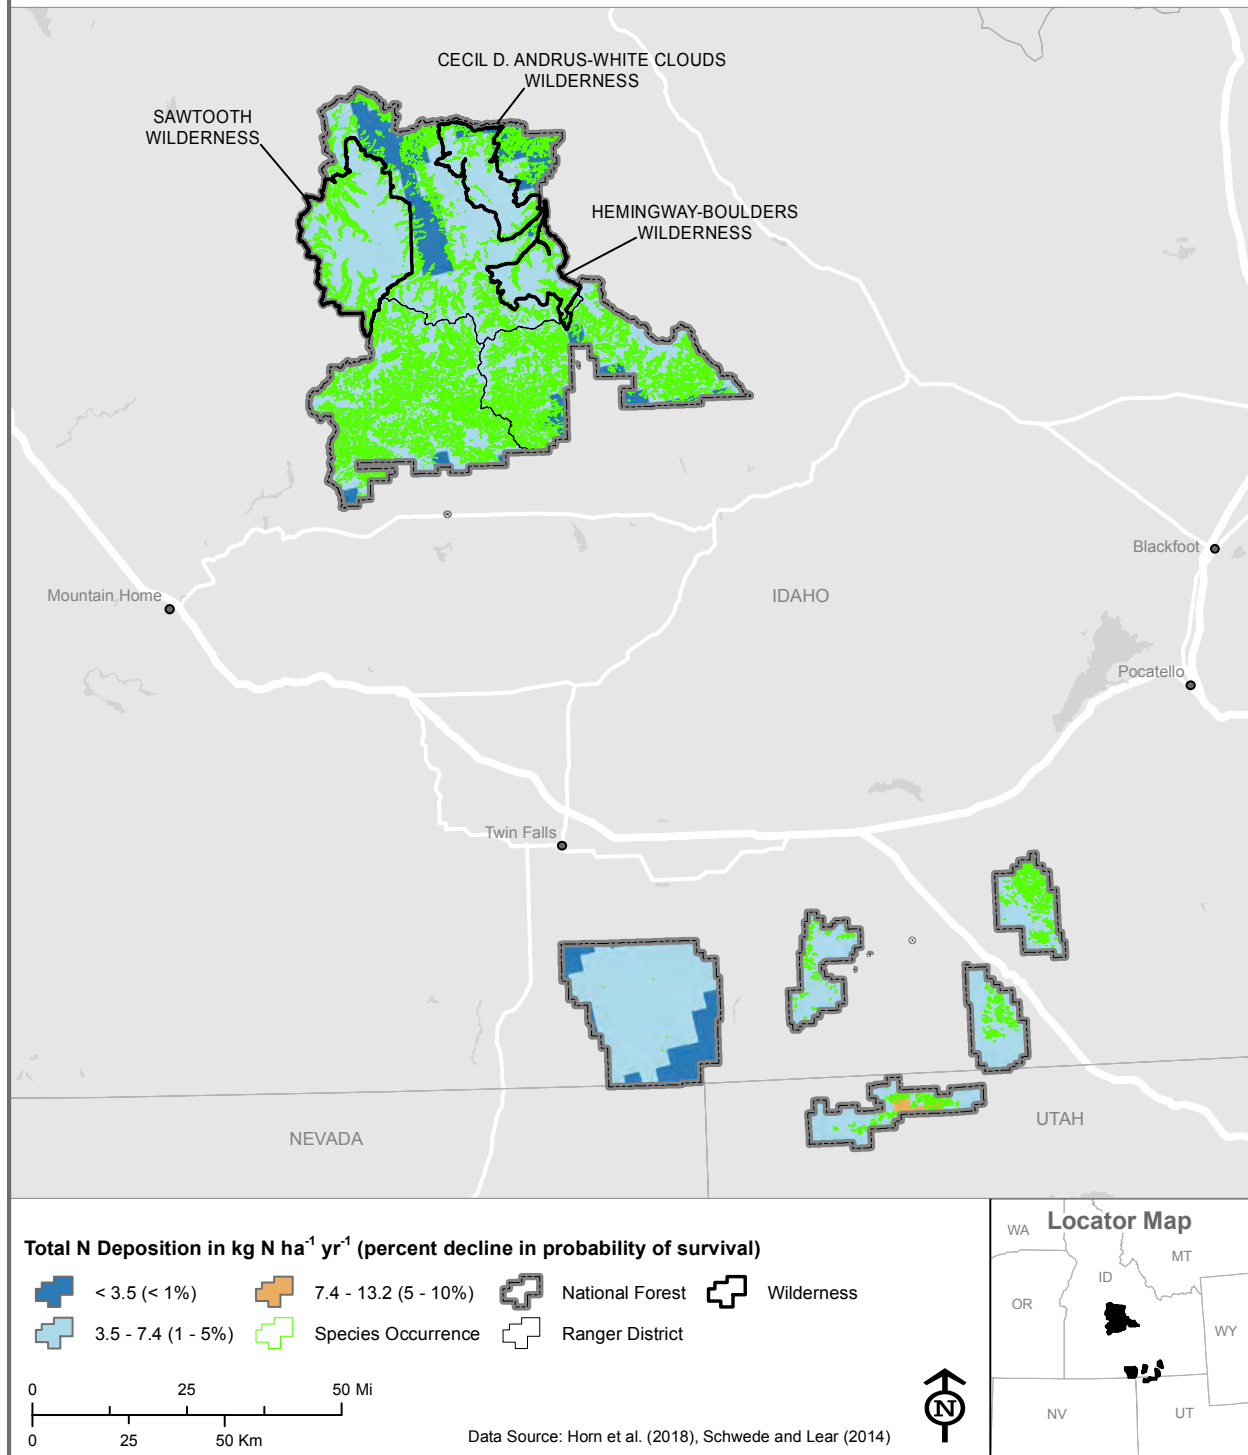 CECIL D. ANDRUS-WHITE CLOUDS
WILDERNESS
SAWTOOTH
WILDERNESS
HEMINGWAY-BOULDERS
WILDERNESS
Blackfoot
Mountain Home
IDAHO
Pocatello
Twin Falls
NEVADA
UTAH
Total N Deposition in kg N ha⁻¹ yr⁻¹ (percent decline in probability of survival)
< 3.5 (< 1%)
7.4 - 13.2 (5 - 10%)
National Forest
Wilderness
3.5 - 7.4 (1 - 5%)
Species Occurrence
Ranger District
0 25 50 Mi
0 25 50 Km
N
Data Source: Horn et al. (2018), Schwede and Lear (2014)
Locator Map
WA
MT
ID
OR
WY
NV
UT